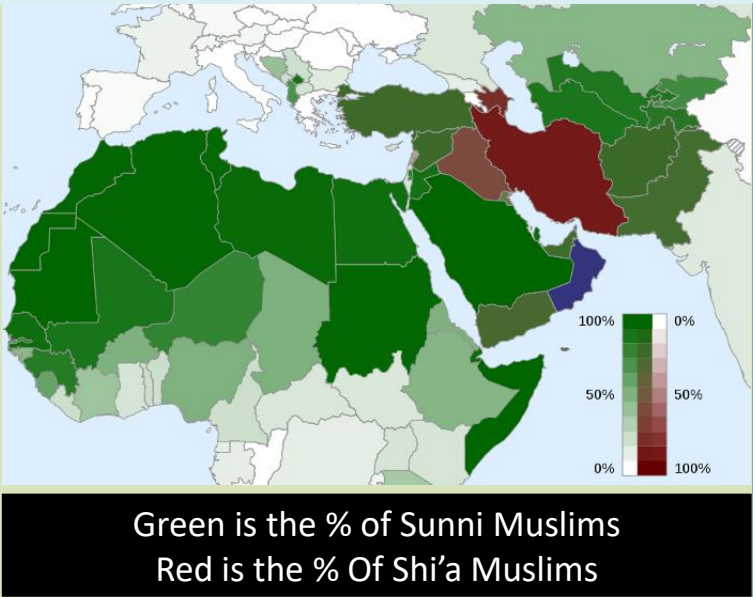 100% 0%
50% 50%
0% 100%
Green is the % of Sunni Muslims
Red is the % Of Shi’a Muslims